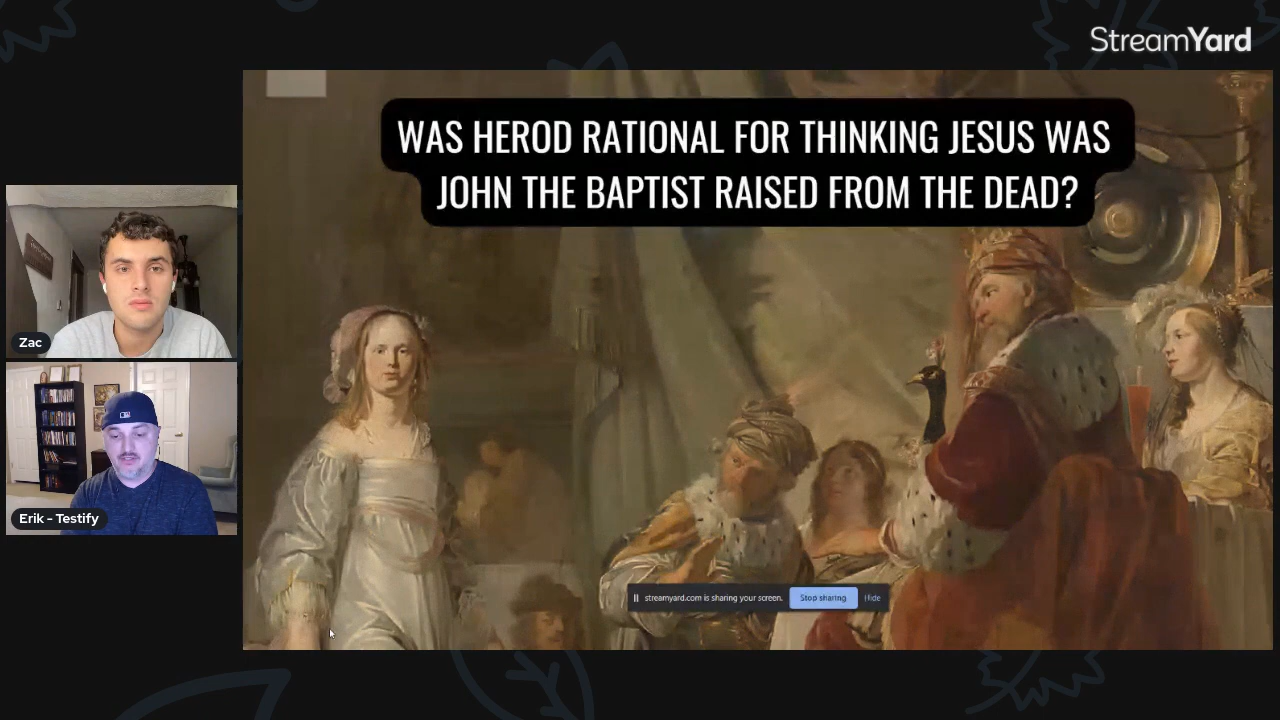 StreamYard
WAS HEROD RATIONAL FOR THINKING JESUS WAS
JOHN THE BAPTIST RAISED FROM THE DEAD?
Zac
Erik - Testify
streamyard.com is sharing your screen. Stop sharing Hide